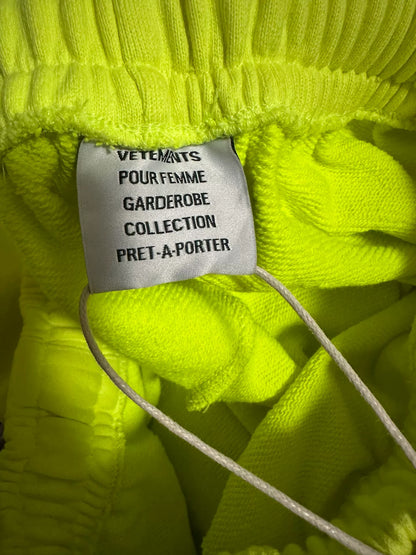 VETEMENTS
POUR FEMME
GARDEROBE
COLLECTION
PRET-A-PORTER